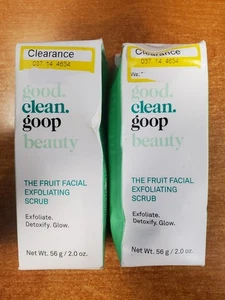 Clearance
037 14 4634
good.
clean.
goop
beauty
THE FRUIT FACIAL
EXFOLIATING
SCRUB
Exfoliate.
Detoxify. Glow.
Net Wt. 56 g / 2.0 oz.
Clearance
037 14 4634
good.
clean.
goop
beauty
THE FRUIT FACIAL
EXFOLIATING
SCRUB
Exfoliate.
Detoxify. Glow.
Net Wt. 56 g / 2.0 oz.